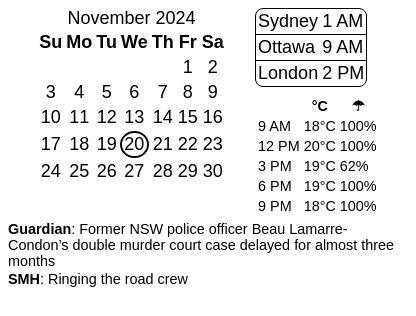 November 2024
Su Mo Tu We Th Fr Sa
1 2
3 4 5 6 7 8 9
10 11 12 13 14 15 16
17 18 19 20 21 22 23
24 25 26 27 28 29 30
Sydney 1 AM
Ottawa 9 AM
London 2 PM
°C ☂
9 AM 18°C 100%
12 PM 20°C 100%
3 PM 19°C 62%
6 PM 19°C 100%
9 PM 18°C 100%
Guardian: Former NSW police officer Beau Lamarre-
Condon's double murder court case delayed for almost three
months
SMH: Ringing the road crew